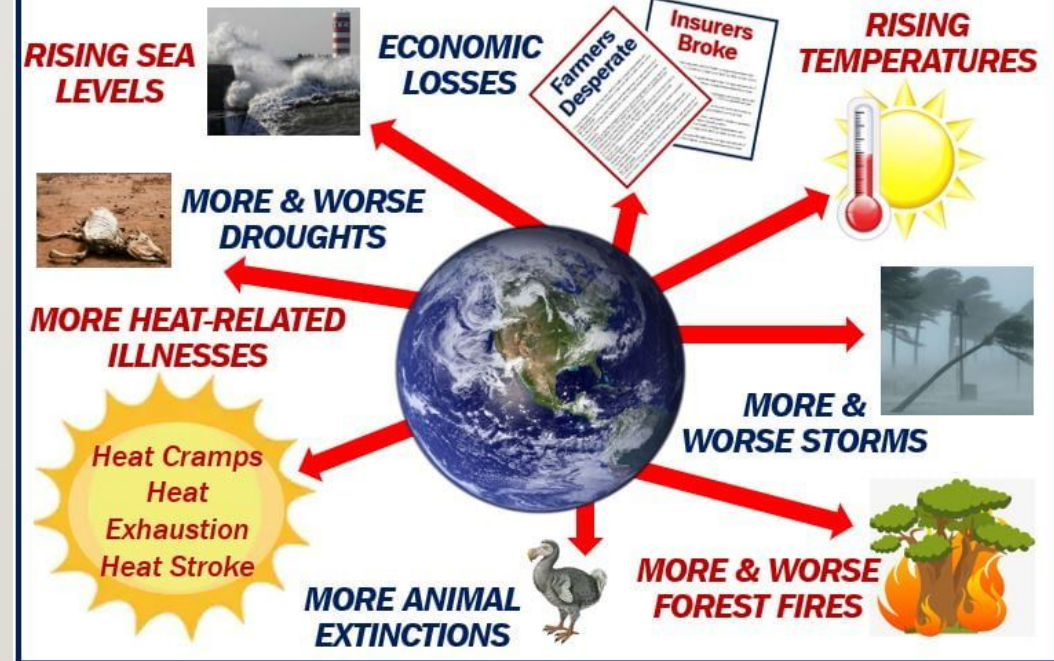 RISING SEA
LEVELS
ECONOMIC
LOSSES
Farmers
Desperate
Insurers
Broke
RISING
TEMPERATURES
MORE & WORSE
DROUGHTS
MORE HEAT-RELATED
ILLNESSES
Heat Cramps
Heat
Exhaustion
Heat Stroke
MORE &
WORSE STORMS
MORE ANIMAL
EXTINCTIONS
MORE & WORSE
FOREST FIRES